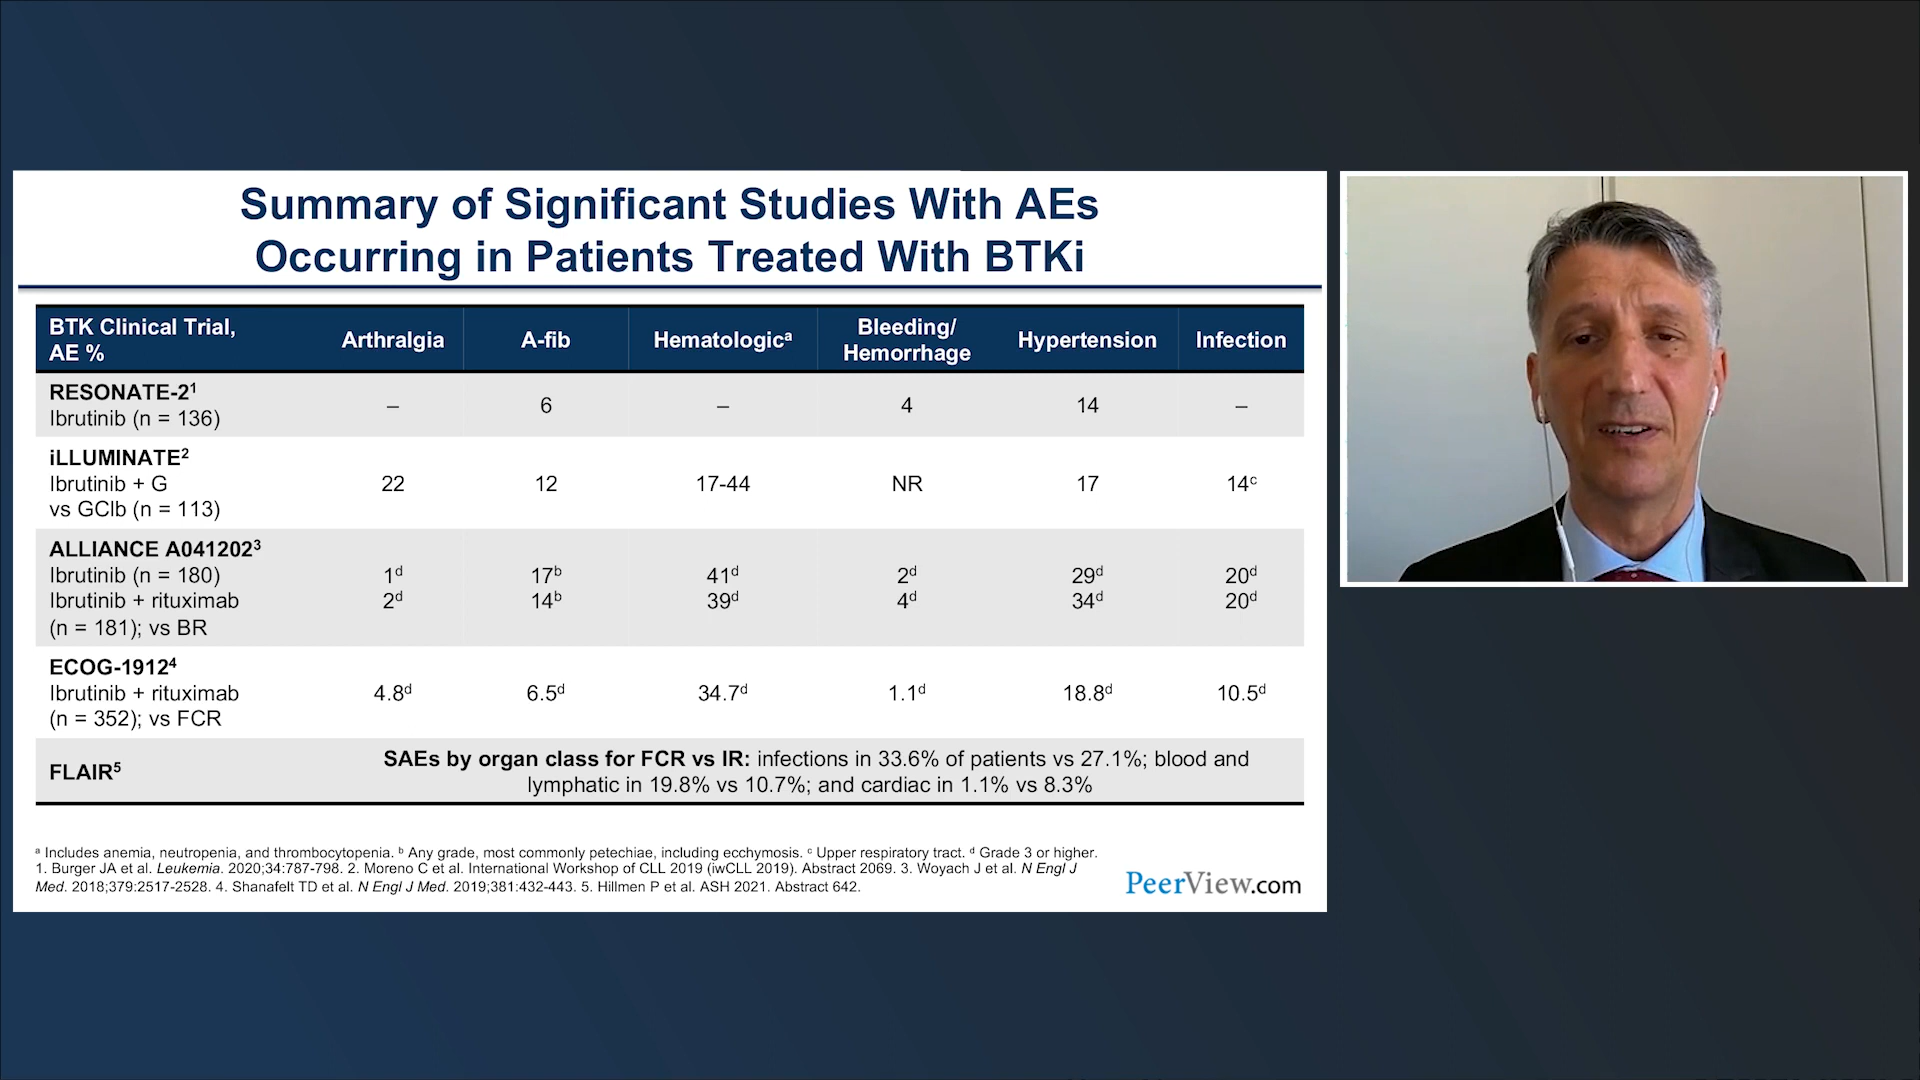 Summary of Significant Studies With AEs
Occurring in Patients Treated With BTKi
BTK Clinical Trial,
AE %
Arthralgia
A-fib
Hematologicᵃ
Bleeding/
Hemorrhage
Hypertension
Infection
RESONATE-2¹
Ibrutinib (n = 136)
–
6
–
4
14
–
iLLUMINATE²
Ibrutinib + G
vs GClb (n = 113)
22
12
17-44
NR
17
14ᶜ
ALLIANCE A041202³
Ibrutinib (n = 180)
1ᵈ
17ᵇ
41ᵈ
2ᵈ
29ᵈ
20ᵈ
Ibrutinib + rituximab
2ᵈ
14ᵇ
39ᵈ
4ᵈ
34ᵈ
20ᵈ
(n = 181); vs BR
ECOG-1912⁴
Ibrutinib + rituximab
(n = 352); vs FCR
4.8ᵈ
6.5ᵈ
34.7ᵈ
1.1ᵈ
18.8ᵈ
10.5ᵈ
FLAIR⁵
SAEs by organ class for FCR vs IR: infections in 33.6% of patients vs 27.1%; blood and
lymphatic in 19.8% vs 10.7%; and cardiac in 1.1% vs 8.3%
ᵃ Includes anemia, neutropenia, and thrombocytopenia. ᵇ Any grade, most commonly petechiae, including ecchymosis. ᶜ Upper respiratory tract. ᵈ Grade 3 or higher.
1. Burger JA et al. Leukemia. 2020;34:787-798. 2. Moreno C et al. International Workshop of CLL 2019 (iwCLL 2019). Abstract 2069. 3. Woyach J et al. N Engl J
Med. 2018;379:2517-2528. 4. Shanafelt TD et al. N Engl J Med. 2019;381:432-443. 5. Hillmen P et al. ASH 2021. Abstract 642.
PeerView.com